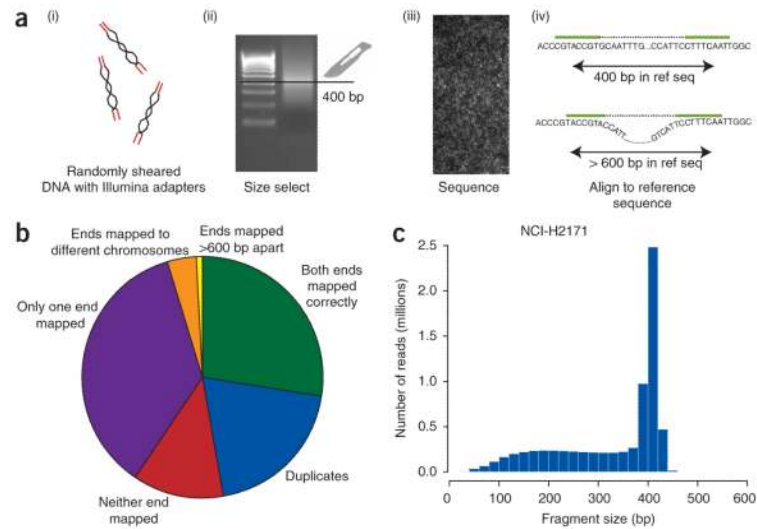 a
(i)
(ii)
(iii)
(iv)
400 bp
ACCCGTACCGTGCAATTTG...CCATTCCTTTCAATTGGC
400 bp in ref seq
ACCCGTACCGTACCATT GTCATTCCTTTCAATTGGC
> 600 bp in ref seq
Randomly sheared
DNA with Illumina adapters
Size select
Sequence
Align to reference
sequence
b
Ends mapped to
different chromosomes
Ends mapped
>600 bp apart
Both ends
mapped
correctly
Only one end
mapped
Duplicates
Neither end
mapped
c
NCI-H2171
Number of reads (millions)
2.5
2.0
1.5
1.0
0.5
0.0
0
100
200
300
400
500
600
Fragment size (bp)